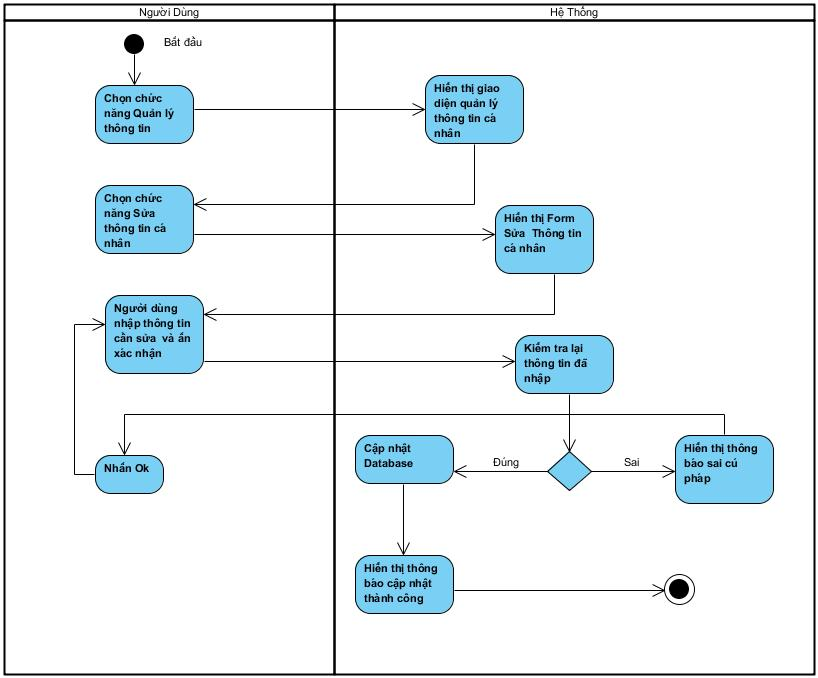 Người Dùng
Hệ Thống
Bắt đầu
Chọn chức
năng Quản lý
thông tin
Hiển thị giao
diện quản lý
thông tin cá
nhân
Chọn chức
năng Sửa
thông tin cá
nhân
Hiển thị Form
Sửa Thông tin
cá nhân
Người dùng
nhập thông tin
cần sửa và ấn
xác nhận
Kiểm tra lại
thông tin đã
nhập
Nhấn Ok
Cập nhật
Database
Đúng
Sai
Hiển thị thông
báo sai cú
pháp
Hiển thị thông
báo cập nhật
thành công